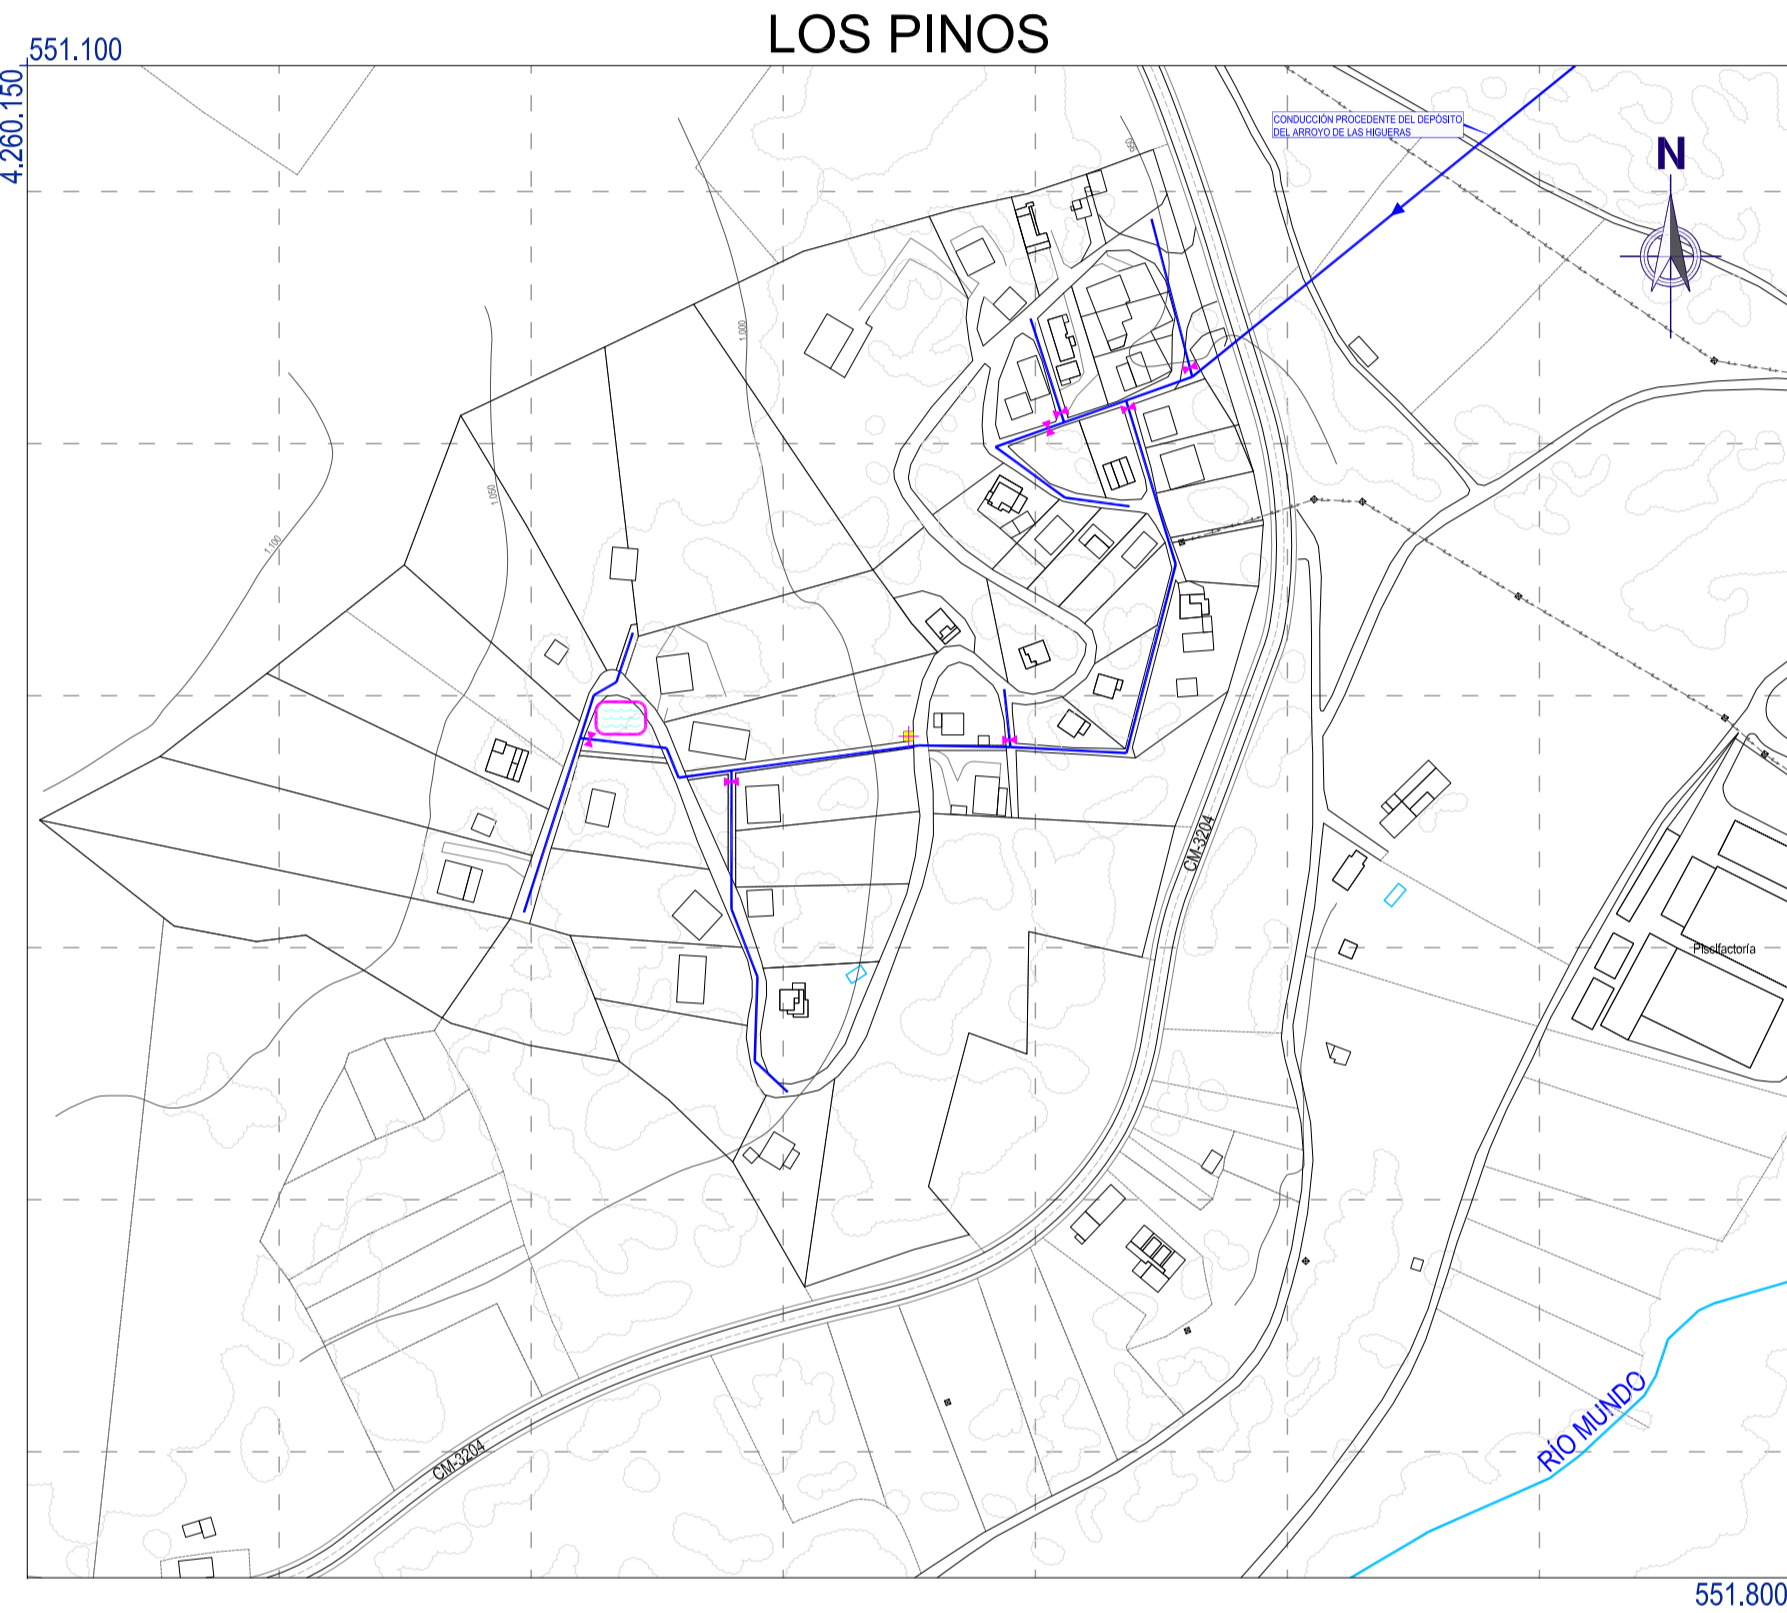 LOS PINOS
551.100
4.260.150
CONDUCCIÓN PROCEDENTE DEL DEPÓSITO
DEL ARROYO DE LAS HIGUERAS
N
950
1.000
1.050
1.100
CM-3204
Piscifactoría
RÍO MUNDO
CM-3204
551.800